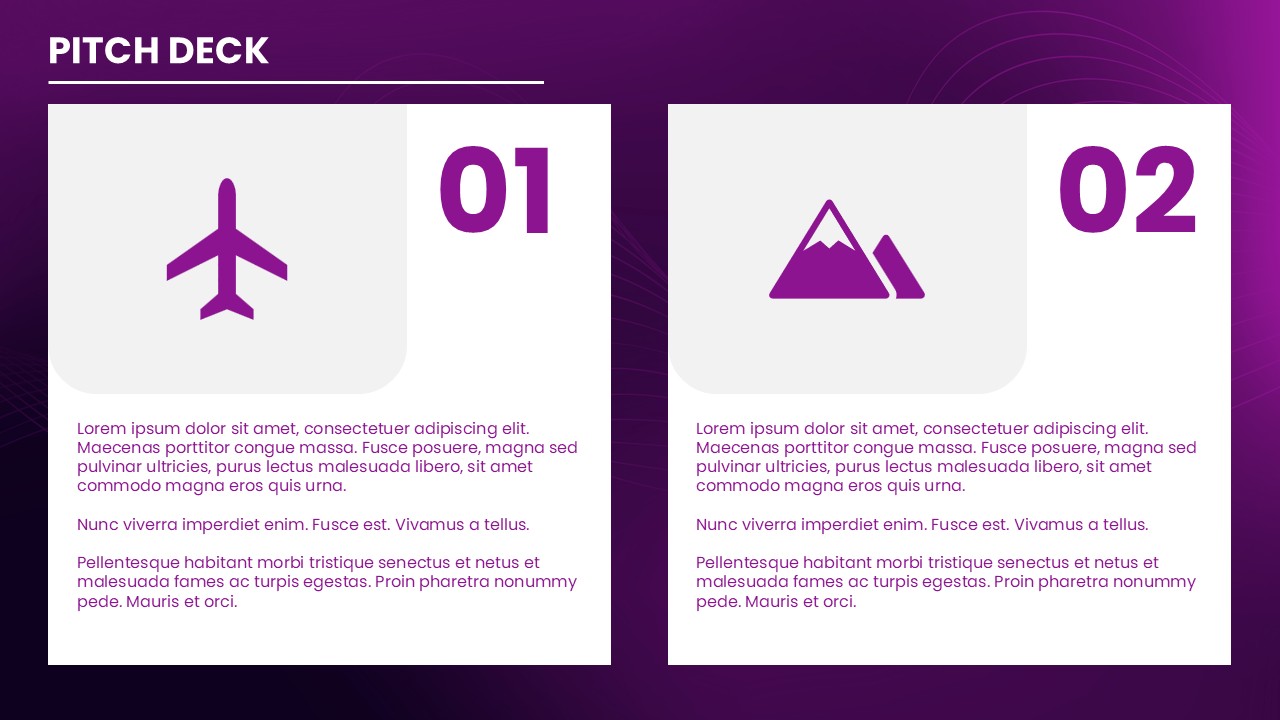 PITCH DECK
01
Lorem ipsum dolor sit amet, consectetuer adipiscing elit.
Maecenas porttitor congue massa. Fusce posuere, magna sed
pulvinar ultricies, purus lectus malesuada libero, sit amet
commodo magna eros quis urna.
Nunc viverra imperdiet enim. Fusce est. Vivamus a tellus.
Pellentesque habitant morbi tristique senectus et netus et
malesuada fames ac turpis egestas. Proin pharetra nonummy
pede. Mauris et orci.
02
Lorem ipsum dolor sit amet, consectetuer adipiscing elit.
Maecenas porttitor congue massa. Fusce posuere, magna sed
pulvinar ultricies, purus lectus malesuada libero, sit amet
commodo magna eros quis urna.
Nunc viverra imperdiet enim. Fusce est. Vivamus a tellus.
Pellentesque habitant morbi tristique senectus et netus et
malesuada fames ac turpis egestas. Proin pharetra nonummy
pede. Mauris et orci.